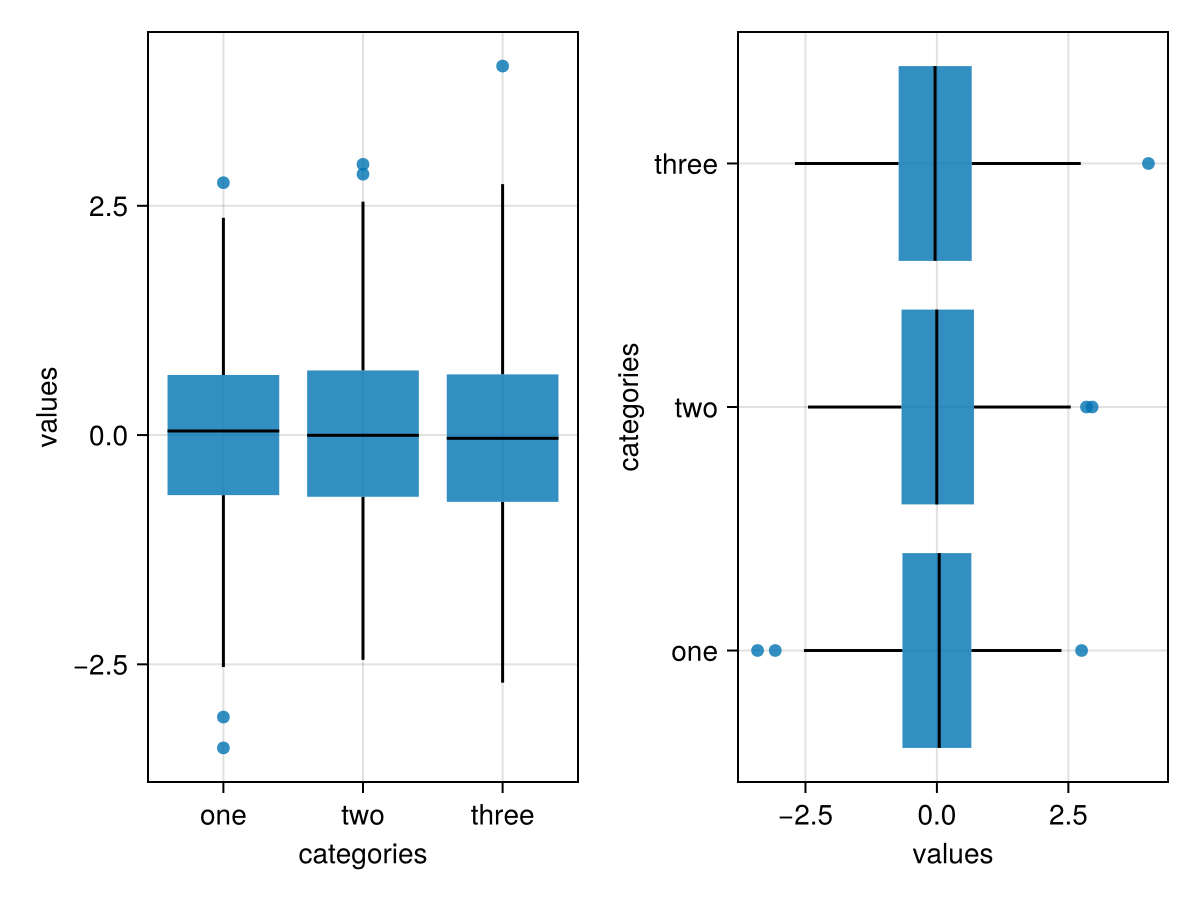 values
2.5
0.0
−2.5
one two three
categories
categories
three
two
one
−2.5 0.0 2.5
values